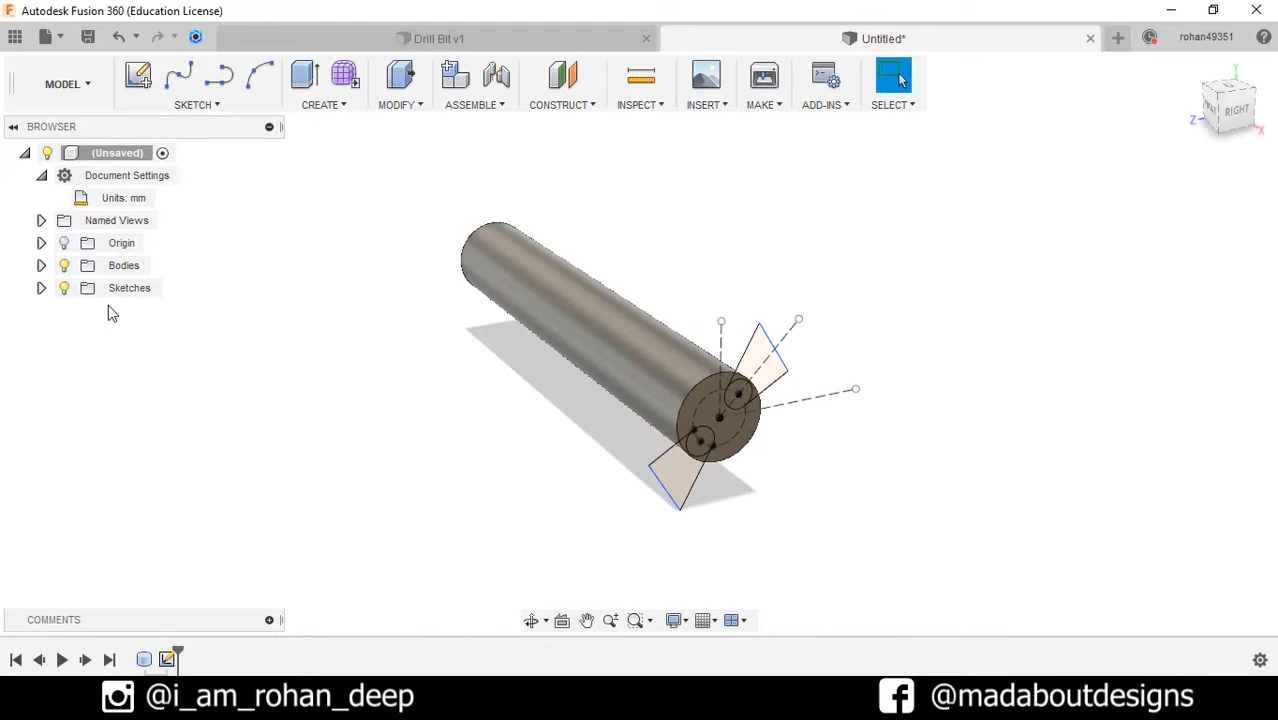 Autodesk Fusion 360 (Education License)
Drill Bit v1
Untitled*
rohan49351
MODEL
SKETCH
CREATE
MODIFY
ASSEMBLE
CONSTRUCT
INSPECT
INSERT
MAKE
ADD-INS
SELECT
BROWSER
(Unsaved)
Document Settings
Units: mm
Named Views
Origin
Bodies
Sketches
Y
RIGHT
Z
X
COMMENTS
@i_am_rohan_deep
@madaboutdesigns